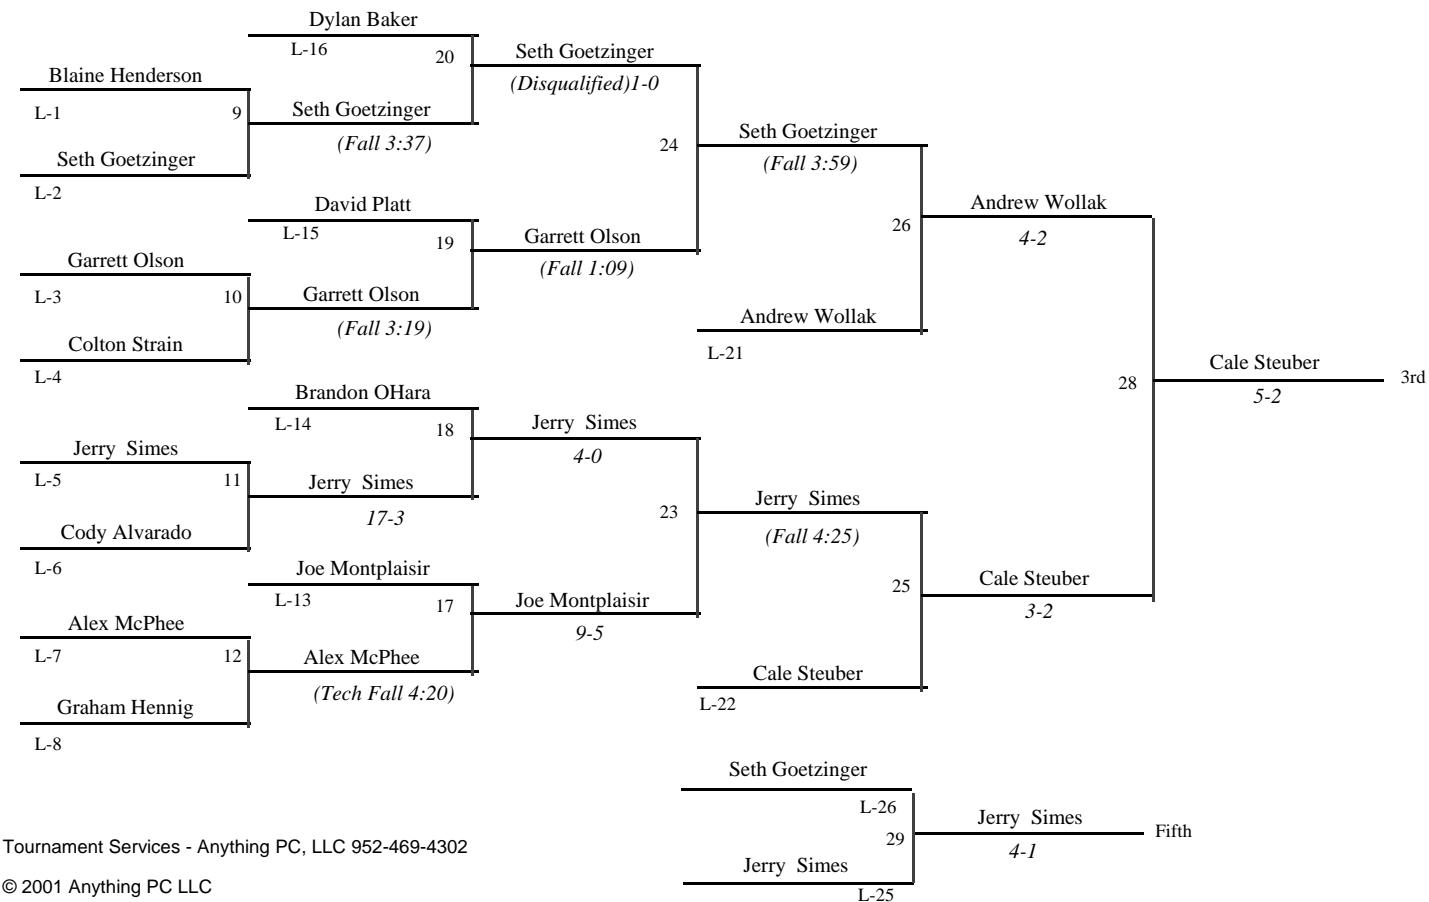 Dylan Baker
L-16
20
Seth Goetzinger
(Disqualified)1-0
Blaine Henderson
L-1
9
Seth Goetzinger
(Fall 3:37)
Seth Goetzinger
L-2
24
Seth Goetzinger
(Fall 3:59)
David Platt
L-15
19
Garrett Olson
(Fall 1:09)
Garrett Olson
L-3
10
Garrett Olson
(Fall 3:19)
Colton Strain
L-4
26
Andrew Wollak
4-2
Andrew Wollak
L-21
28
Cale Steuber
5-2
3rd
Brandon OHara
L-14
18
Jerry Simes
4-0
Jerry Simes
L-5
11
Jerry Simes
17-3
Cody Alvarado
L-6
23
Jerry Simes
(Fall 4:25)
Joe Montplaisir
L-13
17
Joe Montplaisir
9-5
25
Cale Steuber
3-2
Alex McPhee
L-7
12
Alex McPhee
(Tech Fall 4:20)
Graham Hennig
L-8
Cale Steuber
L-22
Seth Goetzinger
L-26
29
Jerry Simes
4-1
Fifth
Jerry Simes
L-25
Tournament Services - Anything PC, LLC 952-469-4302
© 2001 Anything PC LLC